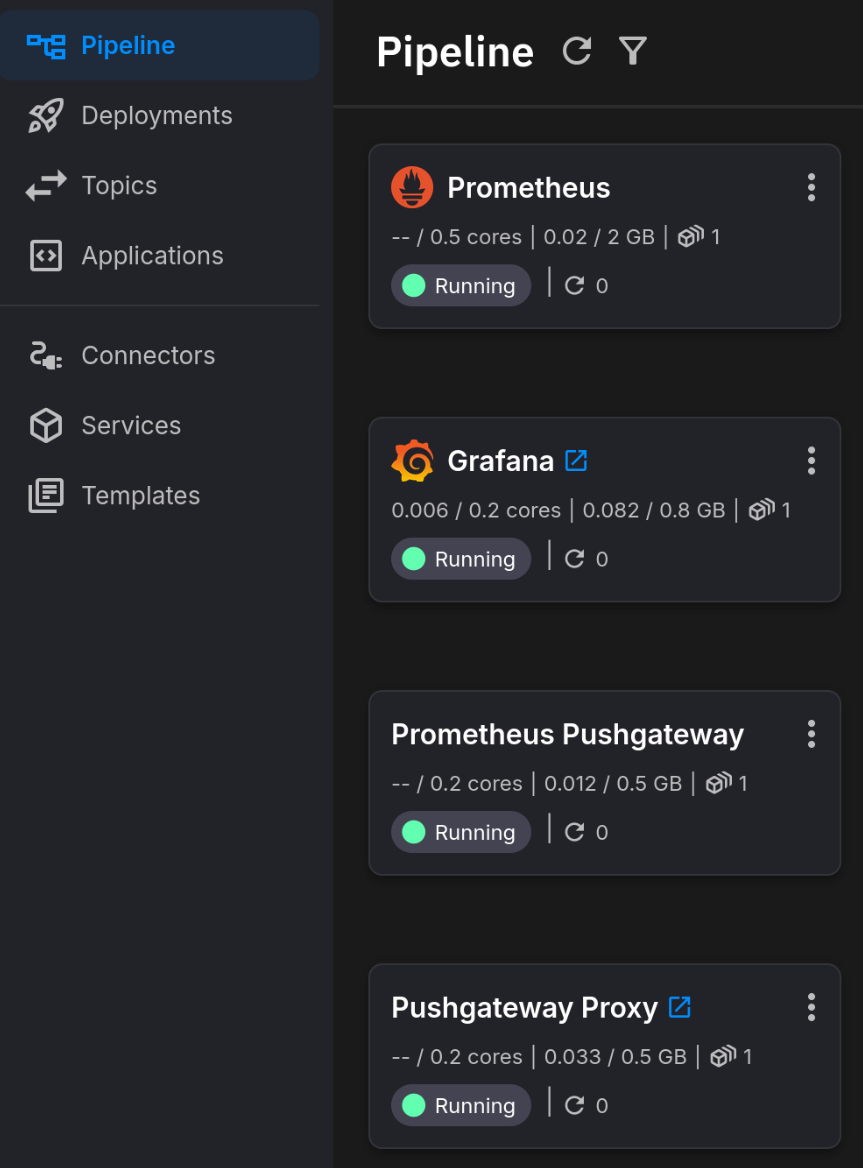 Pipeline
Deployments
Topics
Applications
Connectors
Services
Templates
Pipeline
Prometheus
-- / 0.5 cores | 0.02 / 2 GB | 1
Running | 0
Grafana
0.006 / 0.2 cores | 0.082 / 0.8 GB | 1
Running | 0
Prometheus Pushgateway
-- / 0.2 cores | 0.012 / 0.5 GB | 1
Running | 0
Pushgateway Proxy
-- / 0.2 cores | 0.033 / 0.5 GB | 1
Running | 0